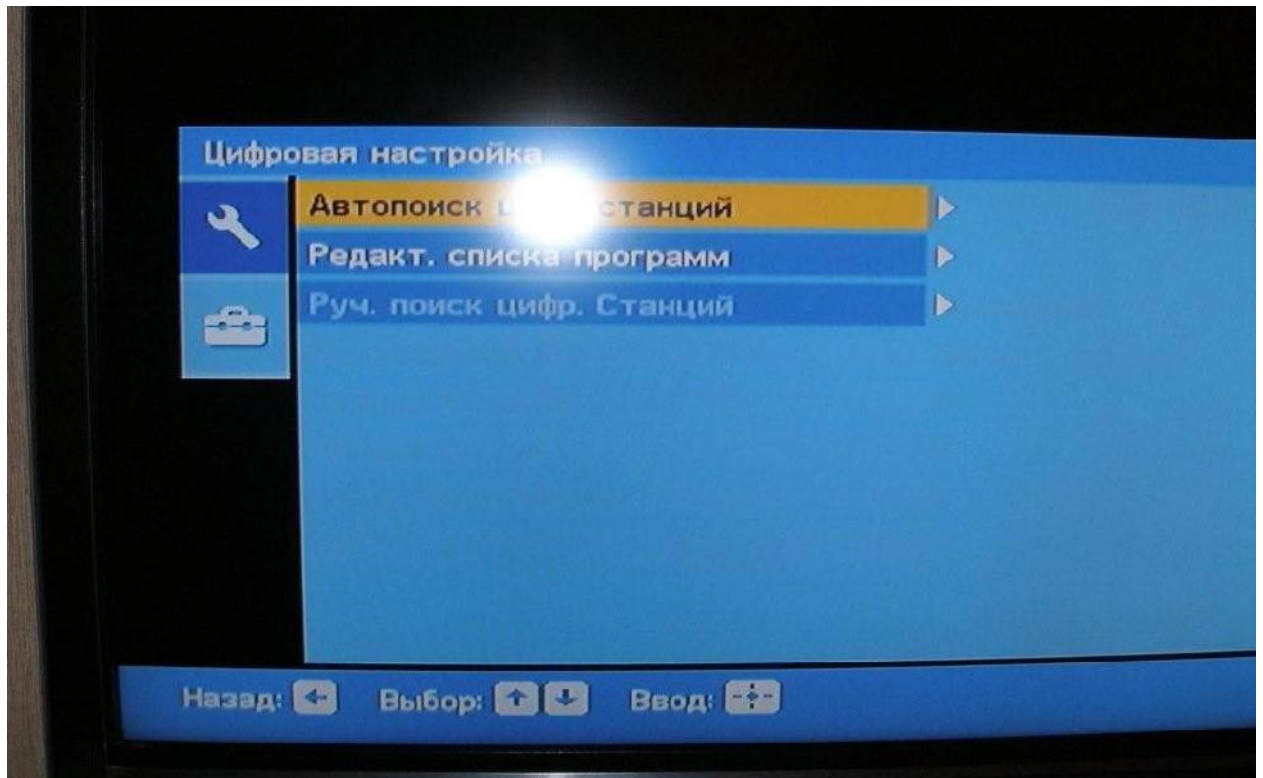 Цифровая настройка
Автопоиск станций
Редакт. списка программ
Руч. поиск цифр. Станций
Назад: Выбор: Ввод: